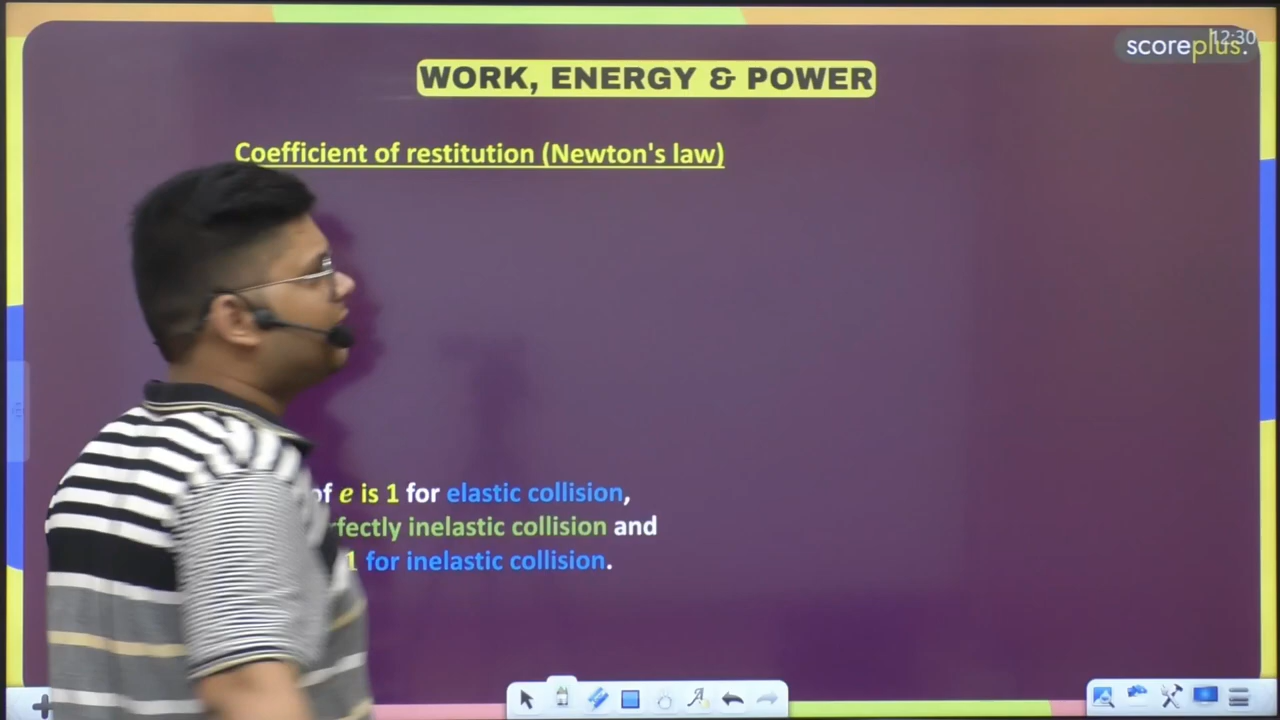 scoreplus.
12:30
WORK, ENERGY & POWER
Coefficient of restitution (Newton's law)
of e is 1 for elastic collision,
rfectly inelastic collision and
1 for inelastic collision.